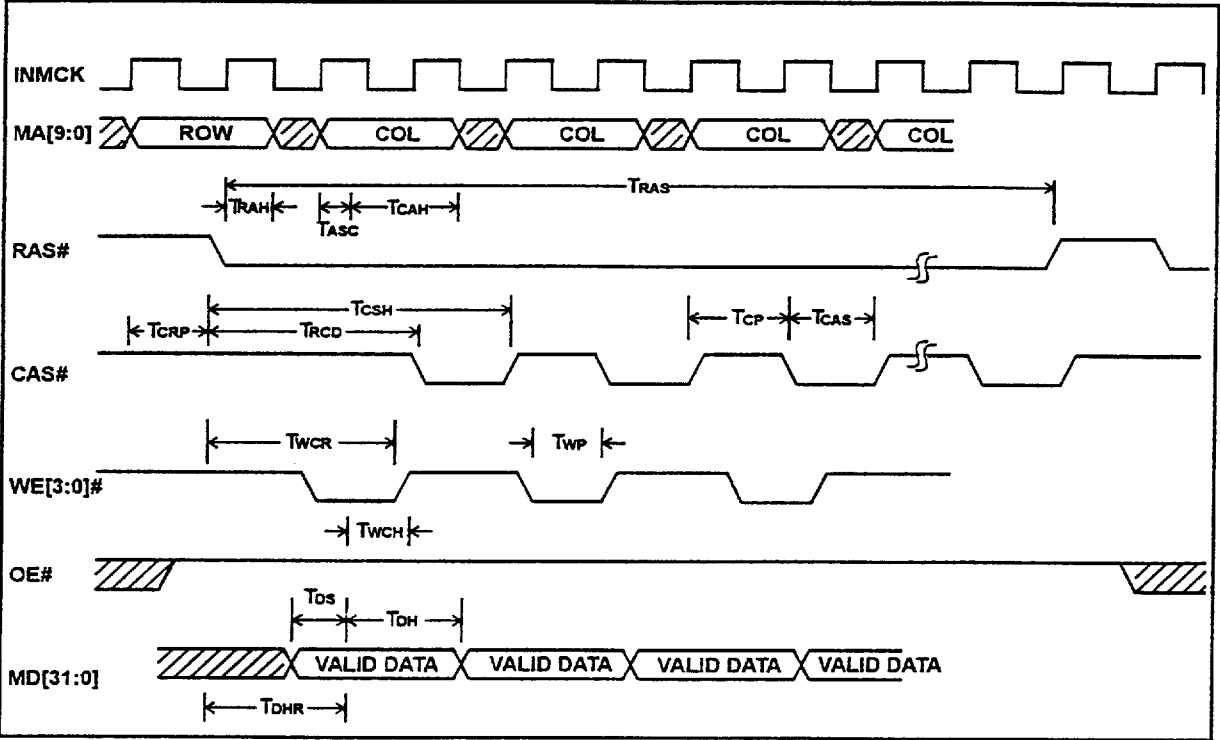 INMCK
MA[9:0] ROW COL COL COL COL
TRAS
TRAH TCAH
TASC
RAS#
TCSH
TCRP TRCD TCP TCAS
CAS#
TWCR TWP
WE[3:0]#
TWCH
OE#
TDS
TDH
VALID DATA VALID DATA VALID DATA VALID DATA
MD[31:0]
TDHR